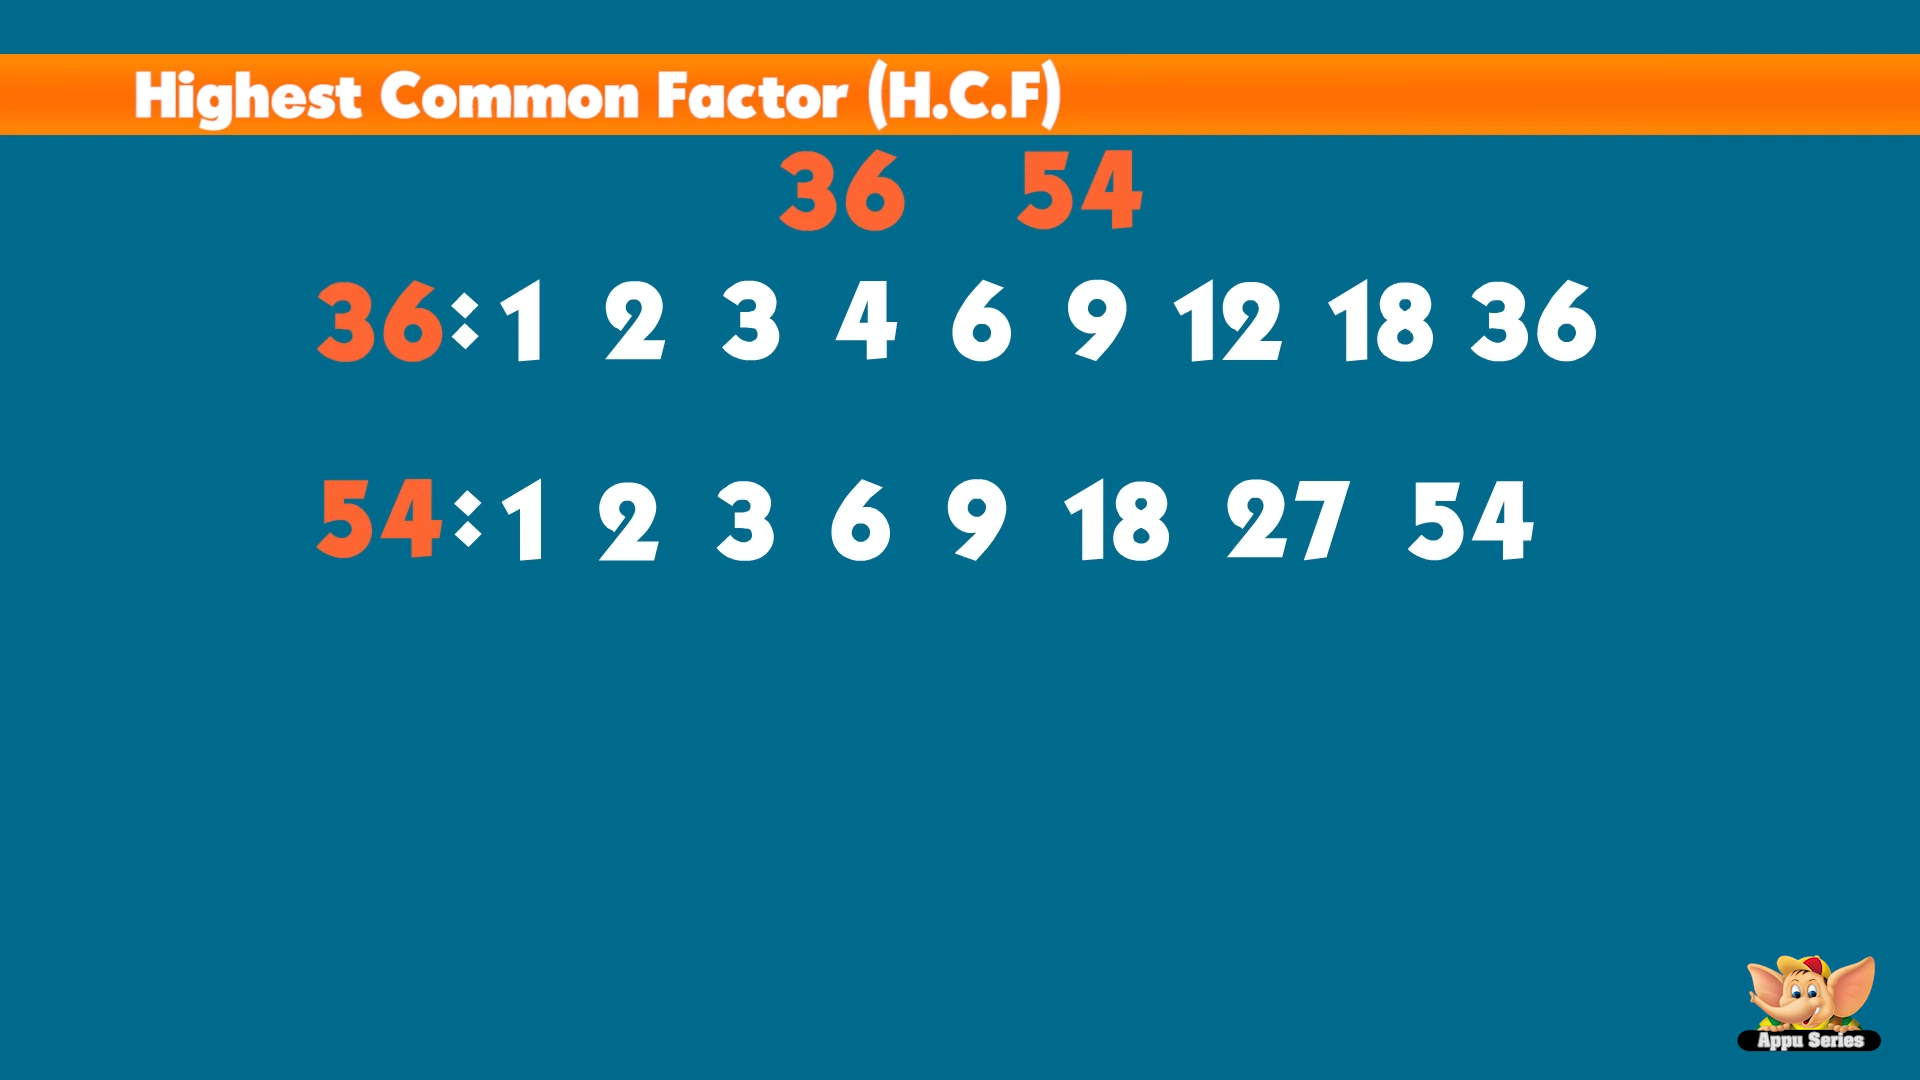 Highest Common Factor (H.C.F)
36 54
36: 1 2 3 4 6 9 12 18 36
54: 1 2 3 6 9 18 27 54
Appu Series